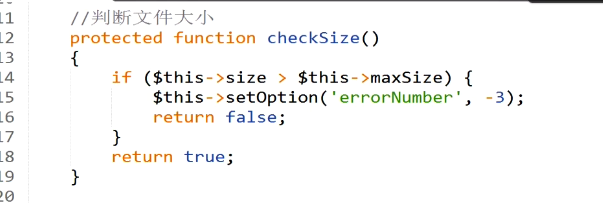 11 //判断文件大小
12 protected function checkSize()
13 {
14 if ($this->size > $this->maxSize) {
15 $this->setOption('errorNumber', -3);
16 return false;
17 }
18 return true;
19 }
20